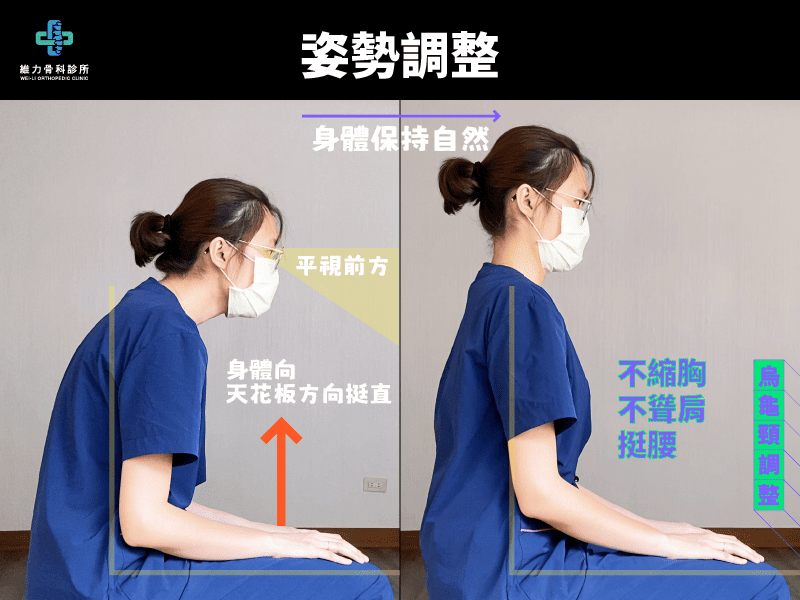 維力骨科診所
WEI-LI ORTHOPEDIC CLINIC
姿勢調整
身體保持自然
平視前方
身體向
天花板方向挺直
不縮胸
不聳肩
挺腰
烏龜頸調整